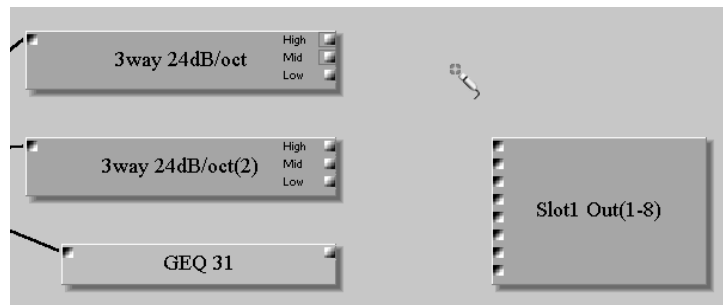 3way 24dB/oct
High
Mid
Low
3way 24dB/oct(2)
High
Mid
Low
Slot1 Out(1-8)
GEQ 31